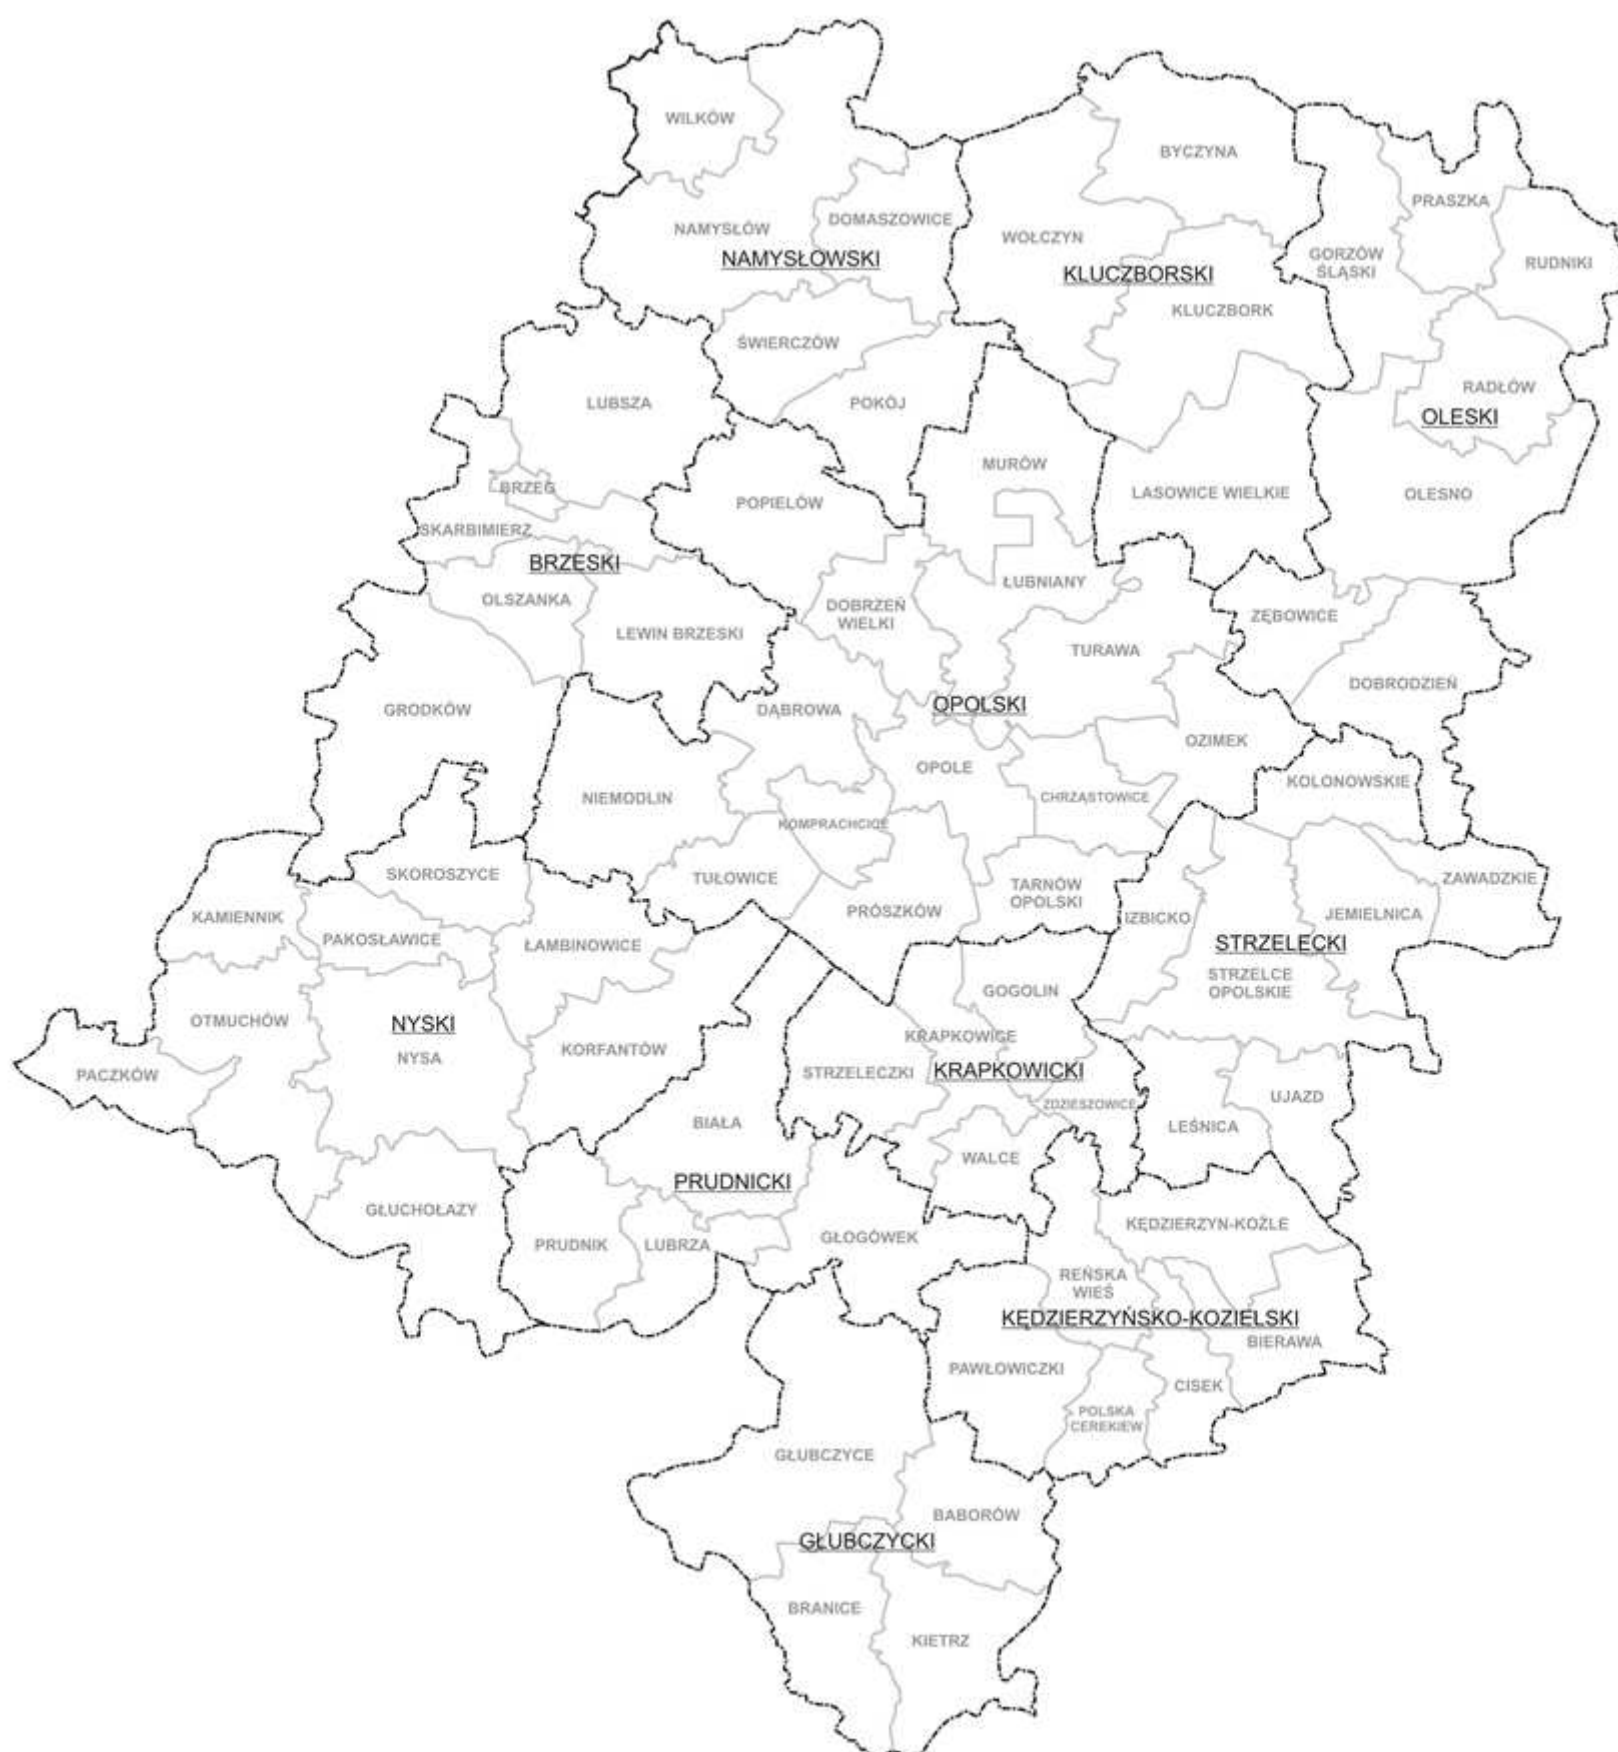 WILKÓW
BYCZYNA
PRASZKA
NAMYSŁÓW
DOMASZOWICE
WOŁCZYN
GORZÓW
ŚLĄSKI
RUDNIKI
NAMYSŁOWSKI
KLUCZBORSKI
KLUCZBORK
ŚWIERCZÓW
LUBSZA
POKÓJ
RADŁÓW
OLESKI
MURÓW
BRZEG
POPIELÓW
LASOWICE WIELKIE
OLESNO
SKARBIMIERZ
BRZESKI
OLSZANKA
ŁUBNIANY
DOBRZEŃ
WIELKI
ZĘBOWICE
LEWIN BRZESKI
TURAWA
DOBRODZIEŃ
GRODKÓW
DĄBROWA
OPOLSKI
OZIMEK
OPOLE
KOLONOWSKIE
NIEMODLIN
CHRZĄSTOWICE
KOMPRACHCICE
SKOROSZYCE
TUŁOWICE
TARNÓW
OPOLSKI
ZAWADZKIE
KAMIENNIK
PRÓSZKÓW
IZBICKO
JEMIELNICA
PAKOSŁAWICE
ŁAMBINOWICE
STRZELECKI
STRZELCE
OPOLSKIE
GOGOLIN
OTMUCHÓW
NYSKI
NYSA
KORFANTÓW
KRAPKOWICE
PACZKÓW
STRZELECZKI
KRAPKOWICKI
ZDZIESZOWICE
UJAZD
BIAŁA
LEŚNICA
WALCE
PRUDNICKI
GŁUCHOŁAZY
KĘDZIERZYN-KOŹLE
PRUDNIK
LUBRZA
GŁOGÓWEK
REŃSKA
WIEŚ
KĘDZIERZYŃSKO-KOZIELSKI
BIERAWA
PAWŁOWICZKI
CISEK
POLSKA
CEREKIEW
GŁUBCZYCE
BABORÓW
GŁUBCZYCKI
BRANICE
KIETRZ